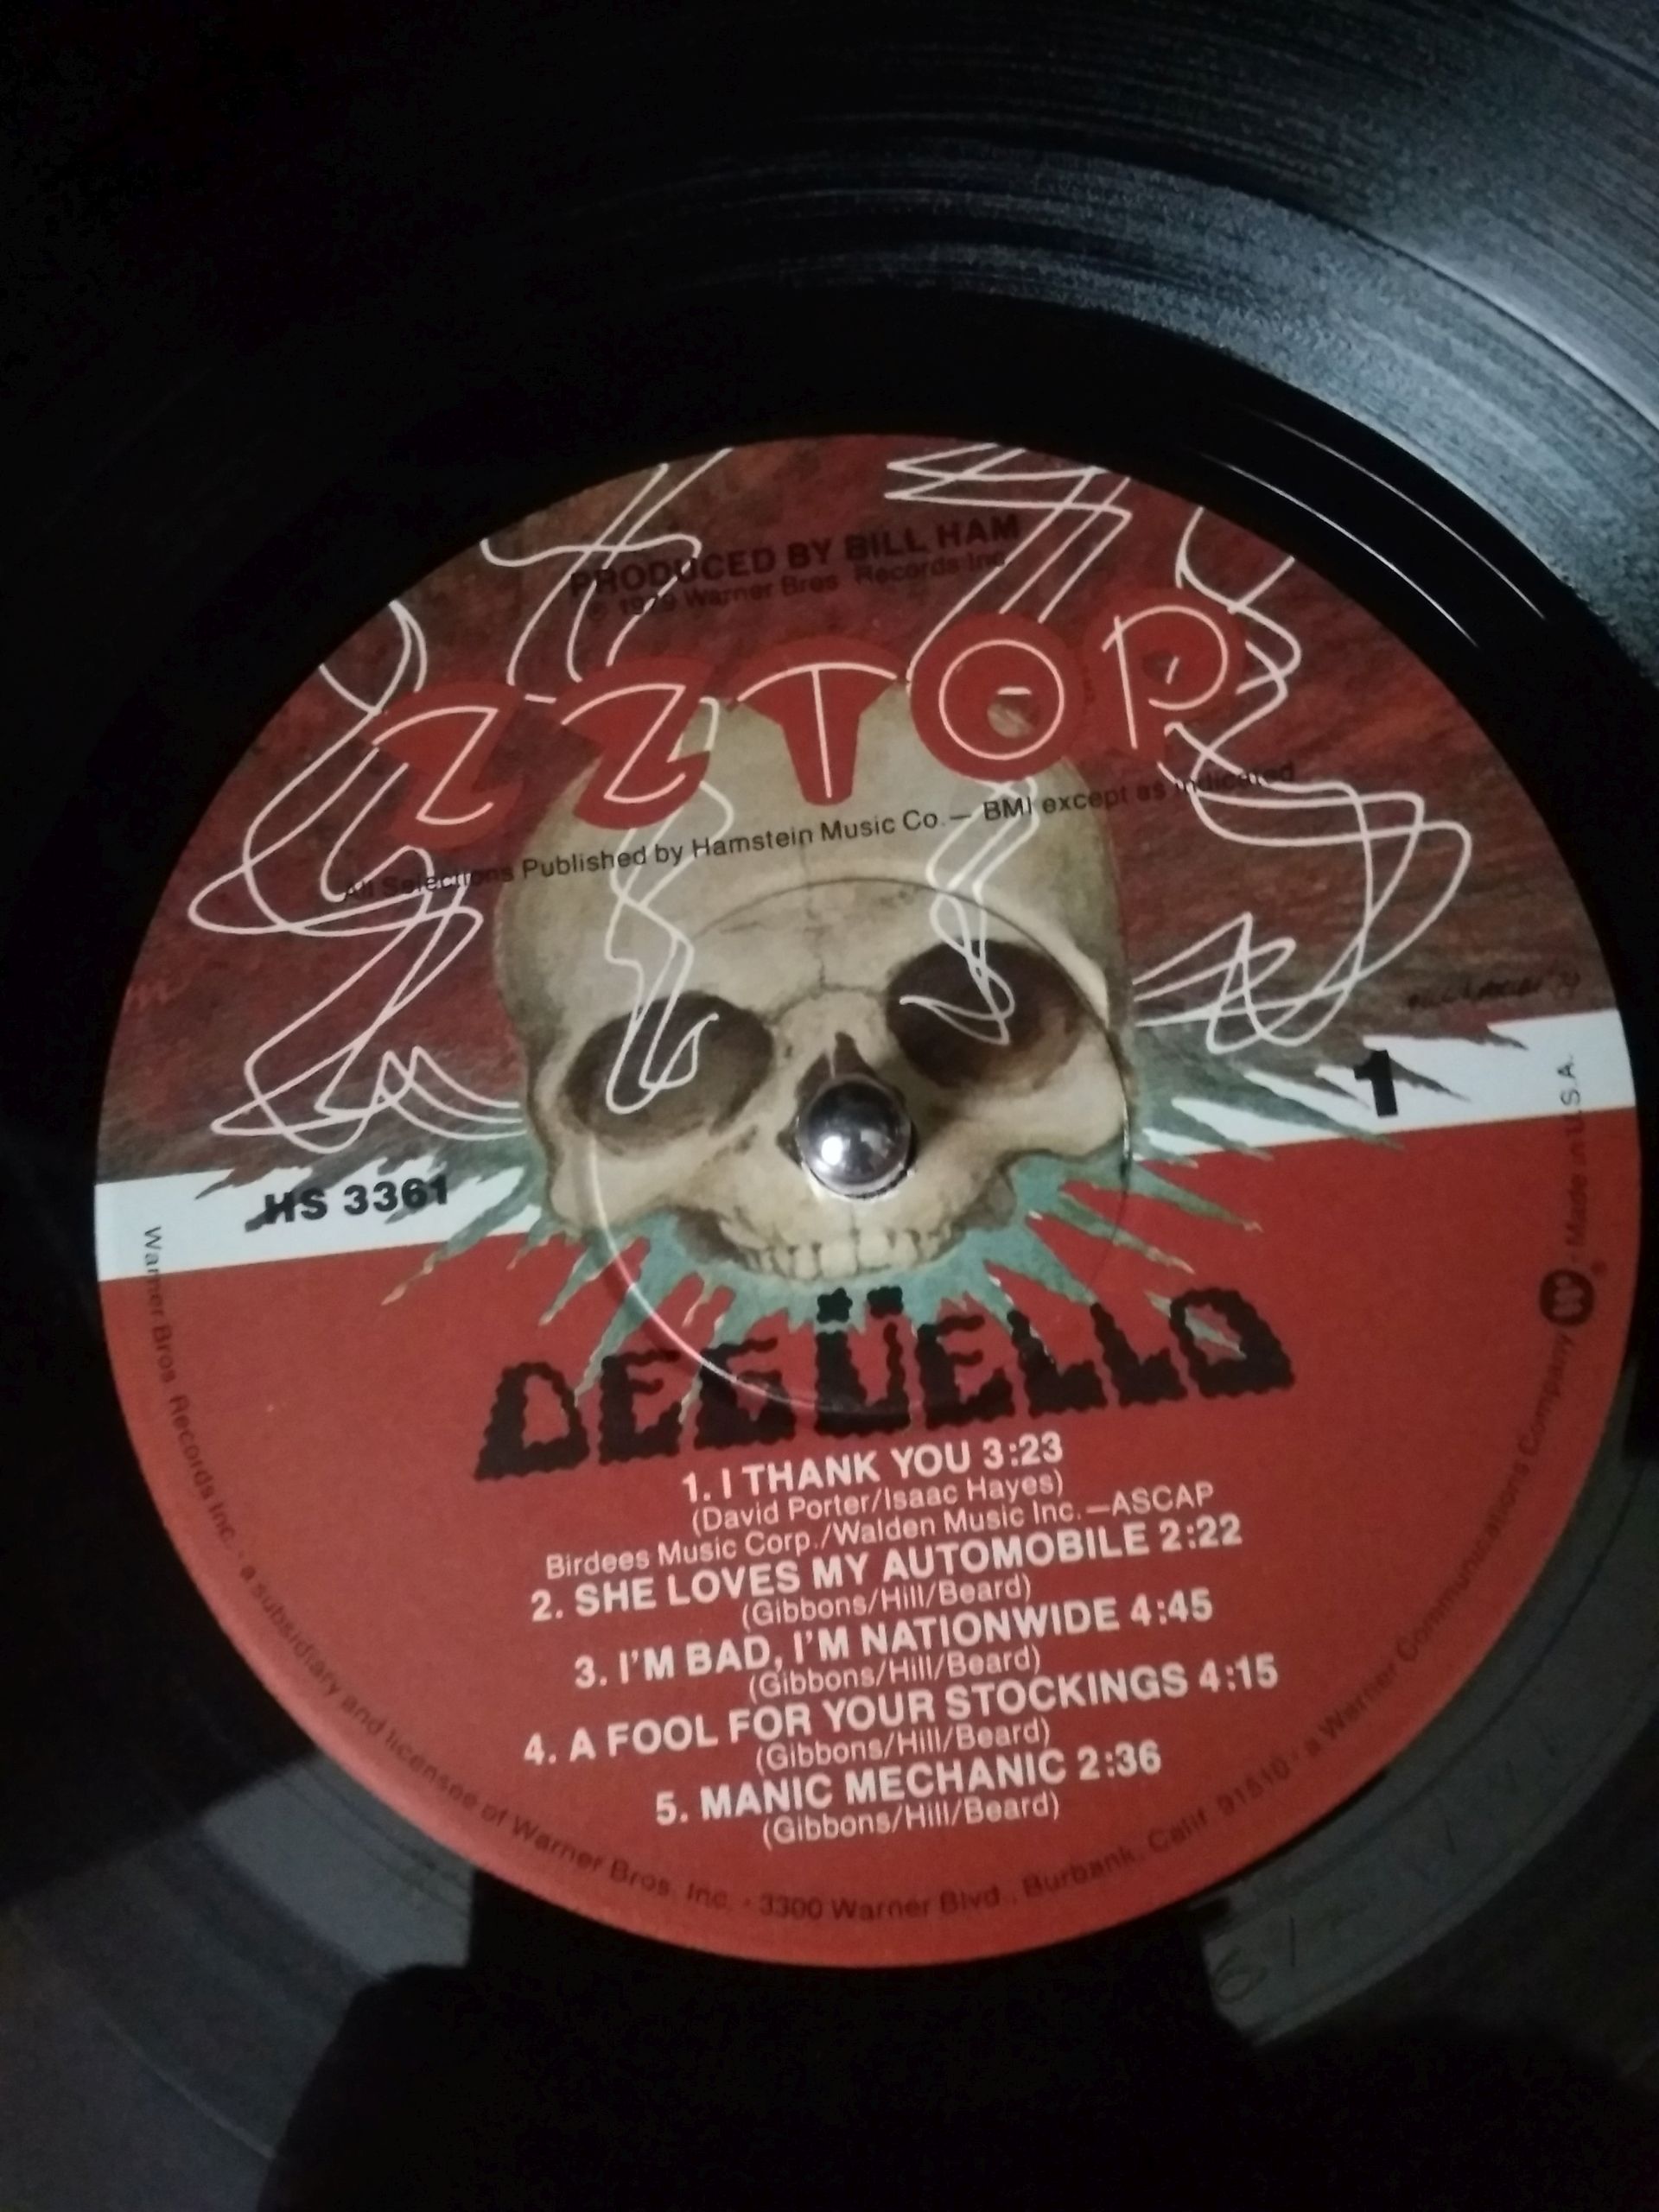 PRODUCED BY BILL HAM
℗ 1979 Warner Bros. Records Inc.
ZZ TOP
All Selections Published by Hamstein Music Co.— BMI except as indicated
1
HS 3361
DEGÜELLO
1. I THANK YOU 3:23
(David Porter/Isaac Hayes)
Birdees Music Corp./Walden Music Inc.—ASCAP
2. SHE LOVES MY AUTOMOBILE 2:22
(Gibbons/Hill/Beard)
3. I'M BAD, I'M NATIONWIDE 4:45
(Gibbons/Hill/Beard)
4. A FOOL FOR YOUR STOCKINGS 4:15
(Gibbons/Hill/Beard)
5. MANIC MECHANIC 2:36
(Gibbons/Hill/Beard)
Warner Bros. Records Inc. · a subsidiary and licensee of Warner Bros. Inc. · 3300 Warner Blvd., Burbank, Calif. 91510 · a Warner Communications Company W ® · Made in U.S.A.